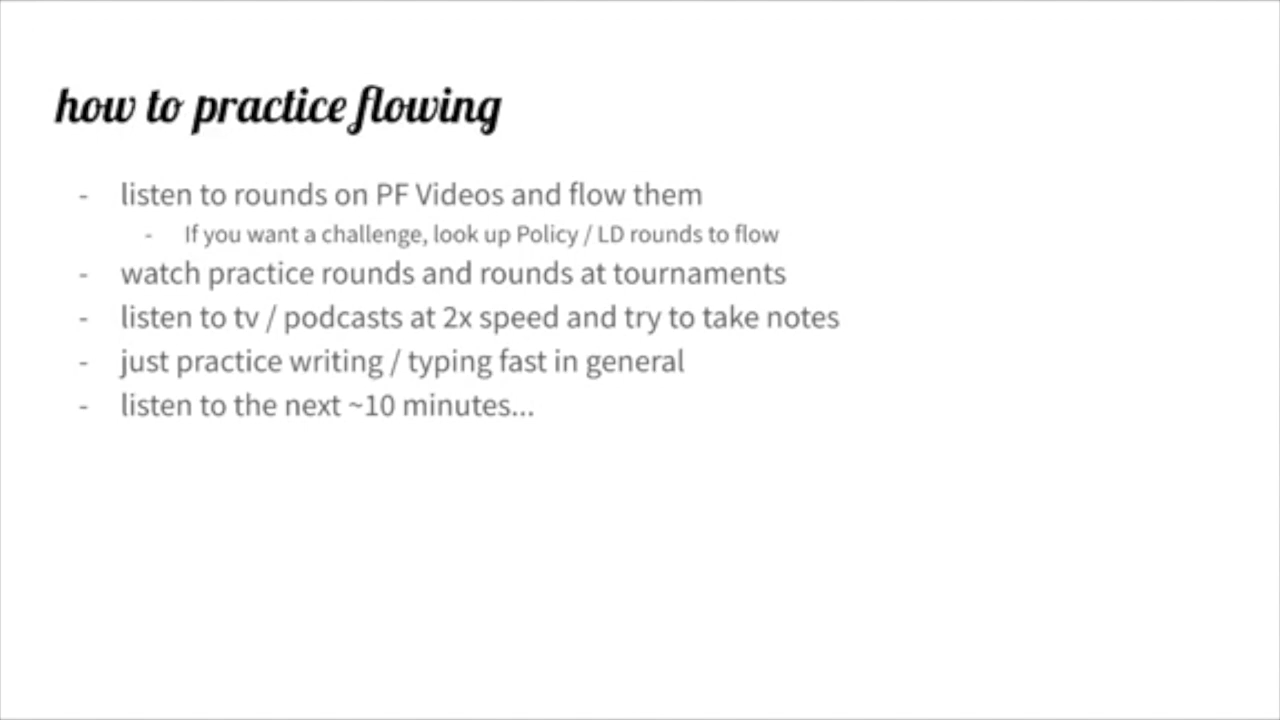 how to practice flowing
- listen to rounds on PF Videos and flow them
- If you want a challenge, look up Policy / LD rounds to flow
- watch practice rounds and rounds at tournaments
- listen to tv / podcasts at 2x speed and try to take notes
- just practice writing / typing fast in general
- listen to the next ~10 minutes...